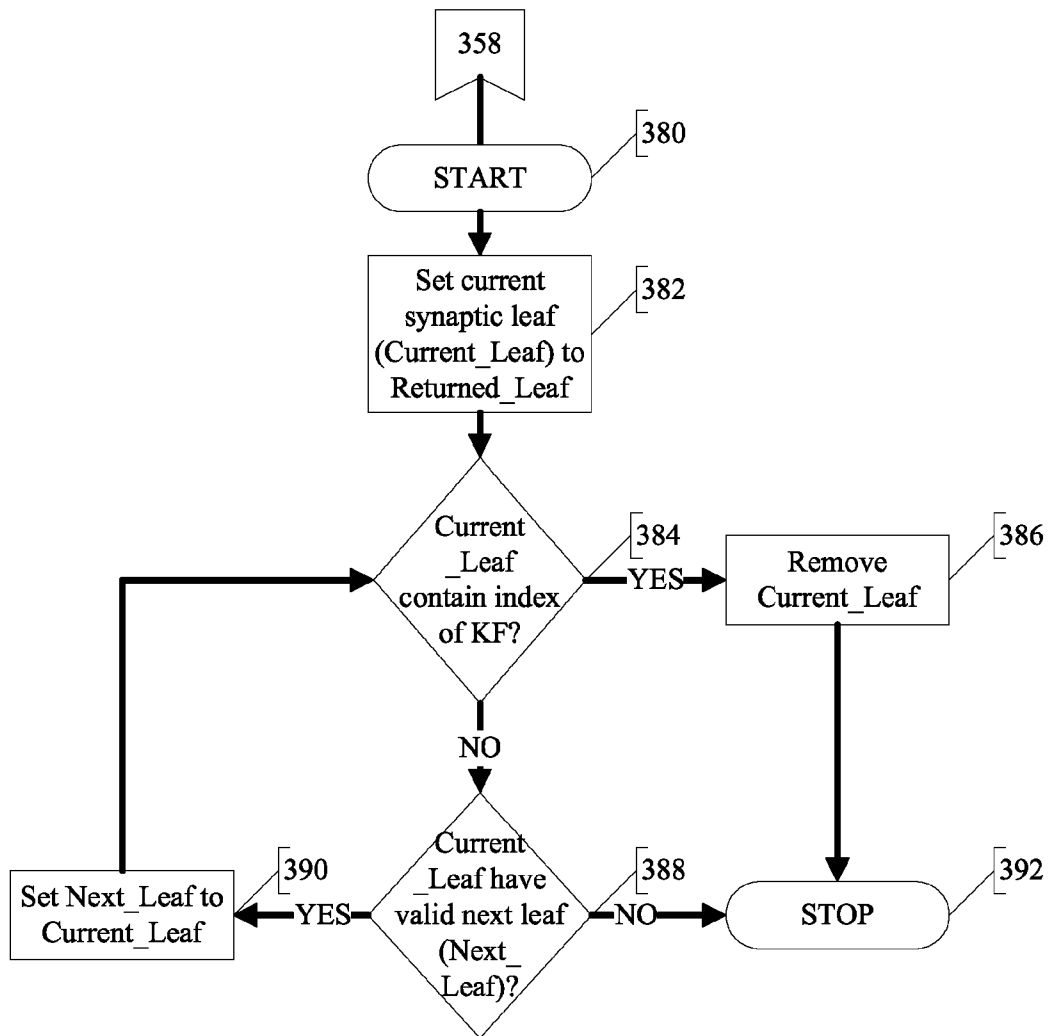 358
380
START
382
Set current
synaptic leaf
(Current_Leaf) to
Returned_Leaf
384
Current
_Leaf
contain index
of KF?
YES
386
Remove
Current_Leaf
NO
390
Set Next_Leaf to
Current_Leaf
YES
388
Current
_Leaf have
valid next leaf
(Next_
Leaf)?
NO
392
STOP